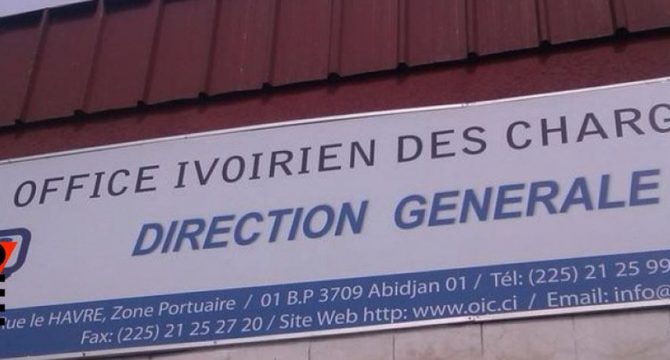 OFFICE IVOIRIEN DES CHARG
DIRECTION GENERALE
ue le HAVRE, Zone Portuaire / 01 B.P 3709 Abidjan 01 / Tél: (225) 21 25 99
Fax: (225) 21 25 27 20 / Site Web http: www.oic.ci / Email: info@